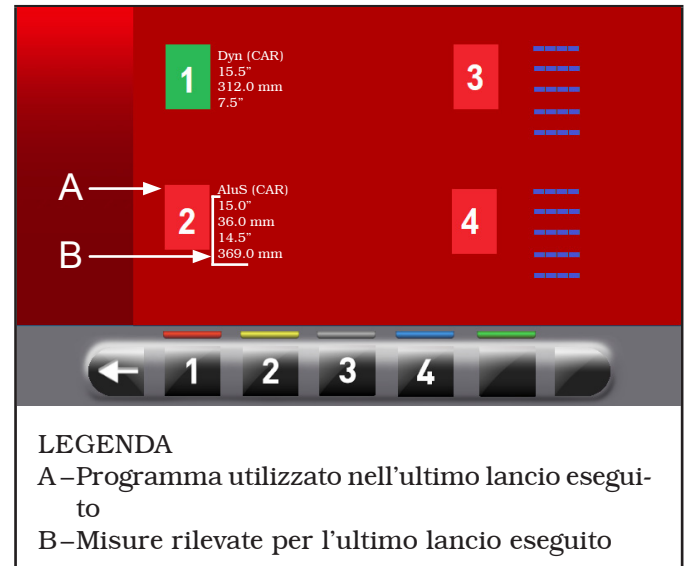 1
Dyn (CAR)
15.5"
312.0 mm
7.5"
3
A
2
AluS (CAR)
15.0"
36.0 mm
14.5"
369.0 mm
B
4
1 2 3 4
LEGENDA
A–Programma utilizzato nell'ultimo lancio esegui-
to
B–Misure rilevate per l'ultimo lancio eseguito